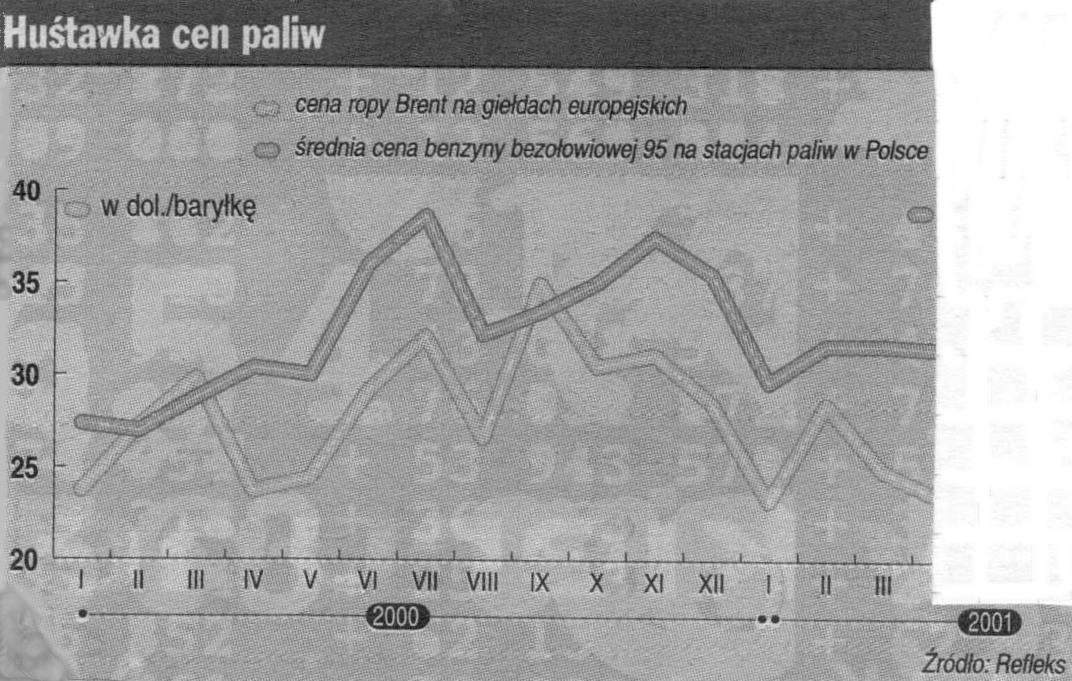 Huśtawka cen paliw
cena ropy Brent na giełdach europejskich
średnia cena benzyny bezołowiowej 95 na stacjach paliw w Polsce
w dol./baryłkę
40
35
30
25
20
I II III IV V VI VII VIII IX X XI XII I II III
2000 2001
Źródło: Refleks